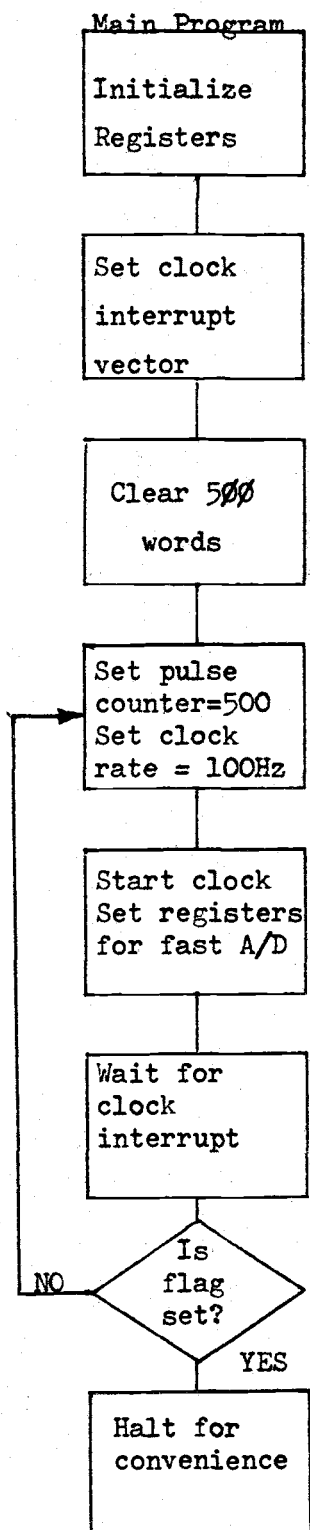 Main Program
Initialize
Registers
Set clock
interrupt
vector
Clear 5ØØ
words
Set pulse
counter=500
Set clock
rate = 100Hz
Start clock
Set registers
for fast A/D
Wait for
clock
interrupt
Is
flag
set?
NO
YES
Halt for
convenience